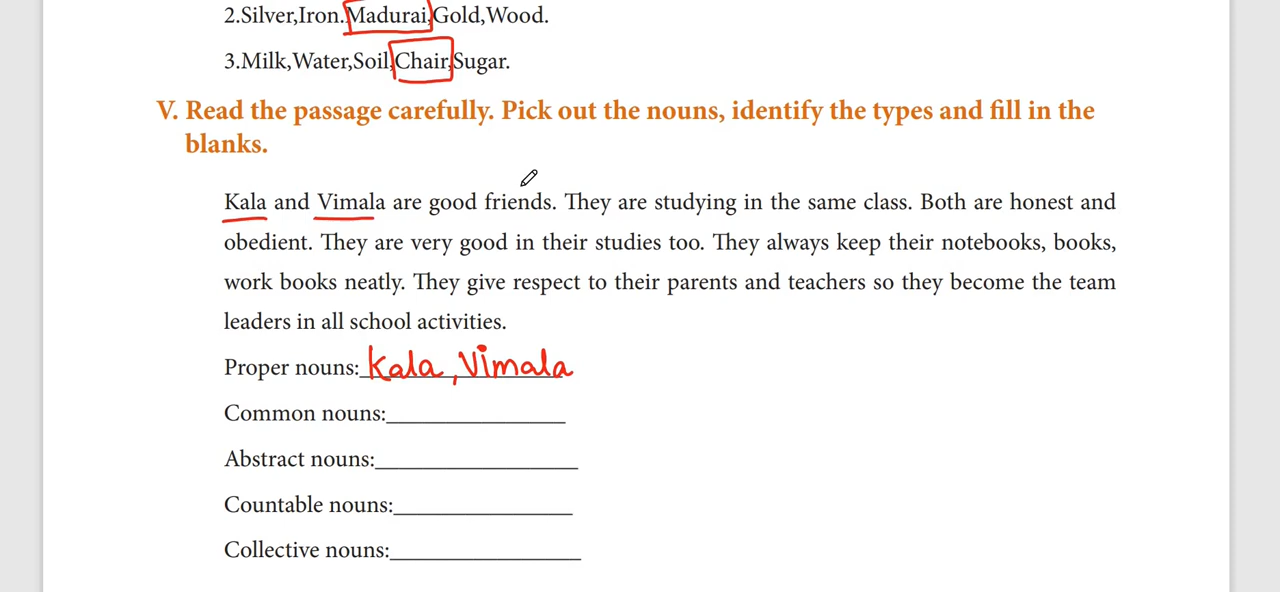 2.Silver,Iron.Madurai,Gold,Wood.
3.Milk,Water,Soil,Chair,Sugar.
V. Read the passage carefully. Pick out the nouns, identify the types and fill in the
blanks.
Kala and Vimala are good friends. They are studying in the same class. Both are honest and
obedient. They are very good in their studies too. They always keep their notebooks, books,
work books neatly. They give respect to their parents and teachers so they become the team
leaders in all school activities.
Proper nouns: Kala, Vimala
Common nouns:_______________
Abstract nouns:_________________
Countable nouns:_______________
Collective nouns:________________